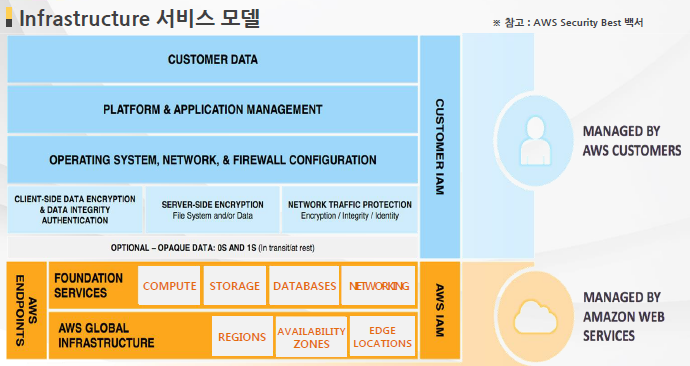 Infrastructure 서비스 모델
※ 참고 : AWS Security Best 백서
CUSTOMER DATA
PLATFORM & APPLICATION MANAGEMENT
OPERATING SYSTEM, NETWORK, & FIREWALL CONFIGURATION
CLIENT-SIDE DATA ENCRYPTION
& DATA INTEGRITY
AUTHENTICATION
SERVER-SIDE ENCRYPTION
File System and/or Data
NETWORK TRAFFIC PROTECTION
Encryption / Integrity / Identity
OPTIONAL – OPAQUE DATA: 0S AND 1S (in transit/at rest)
CUSTOMER IAM
MANAGED BY
AWS CUSTOMERS
AWS
ENDPOINTS
FOUNDATION
SERVICES
COMPUTE
STORAGE
DATABASES
NETWORKING
AWS GLOBAL
INFRASTRUCTURE
REGIONS
AVAILABILITY
ZONES
EDGE
LOCATIONS
AWS IAM
MANAGED BY
AMAZON WEB
SERVICES